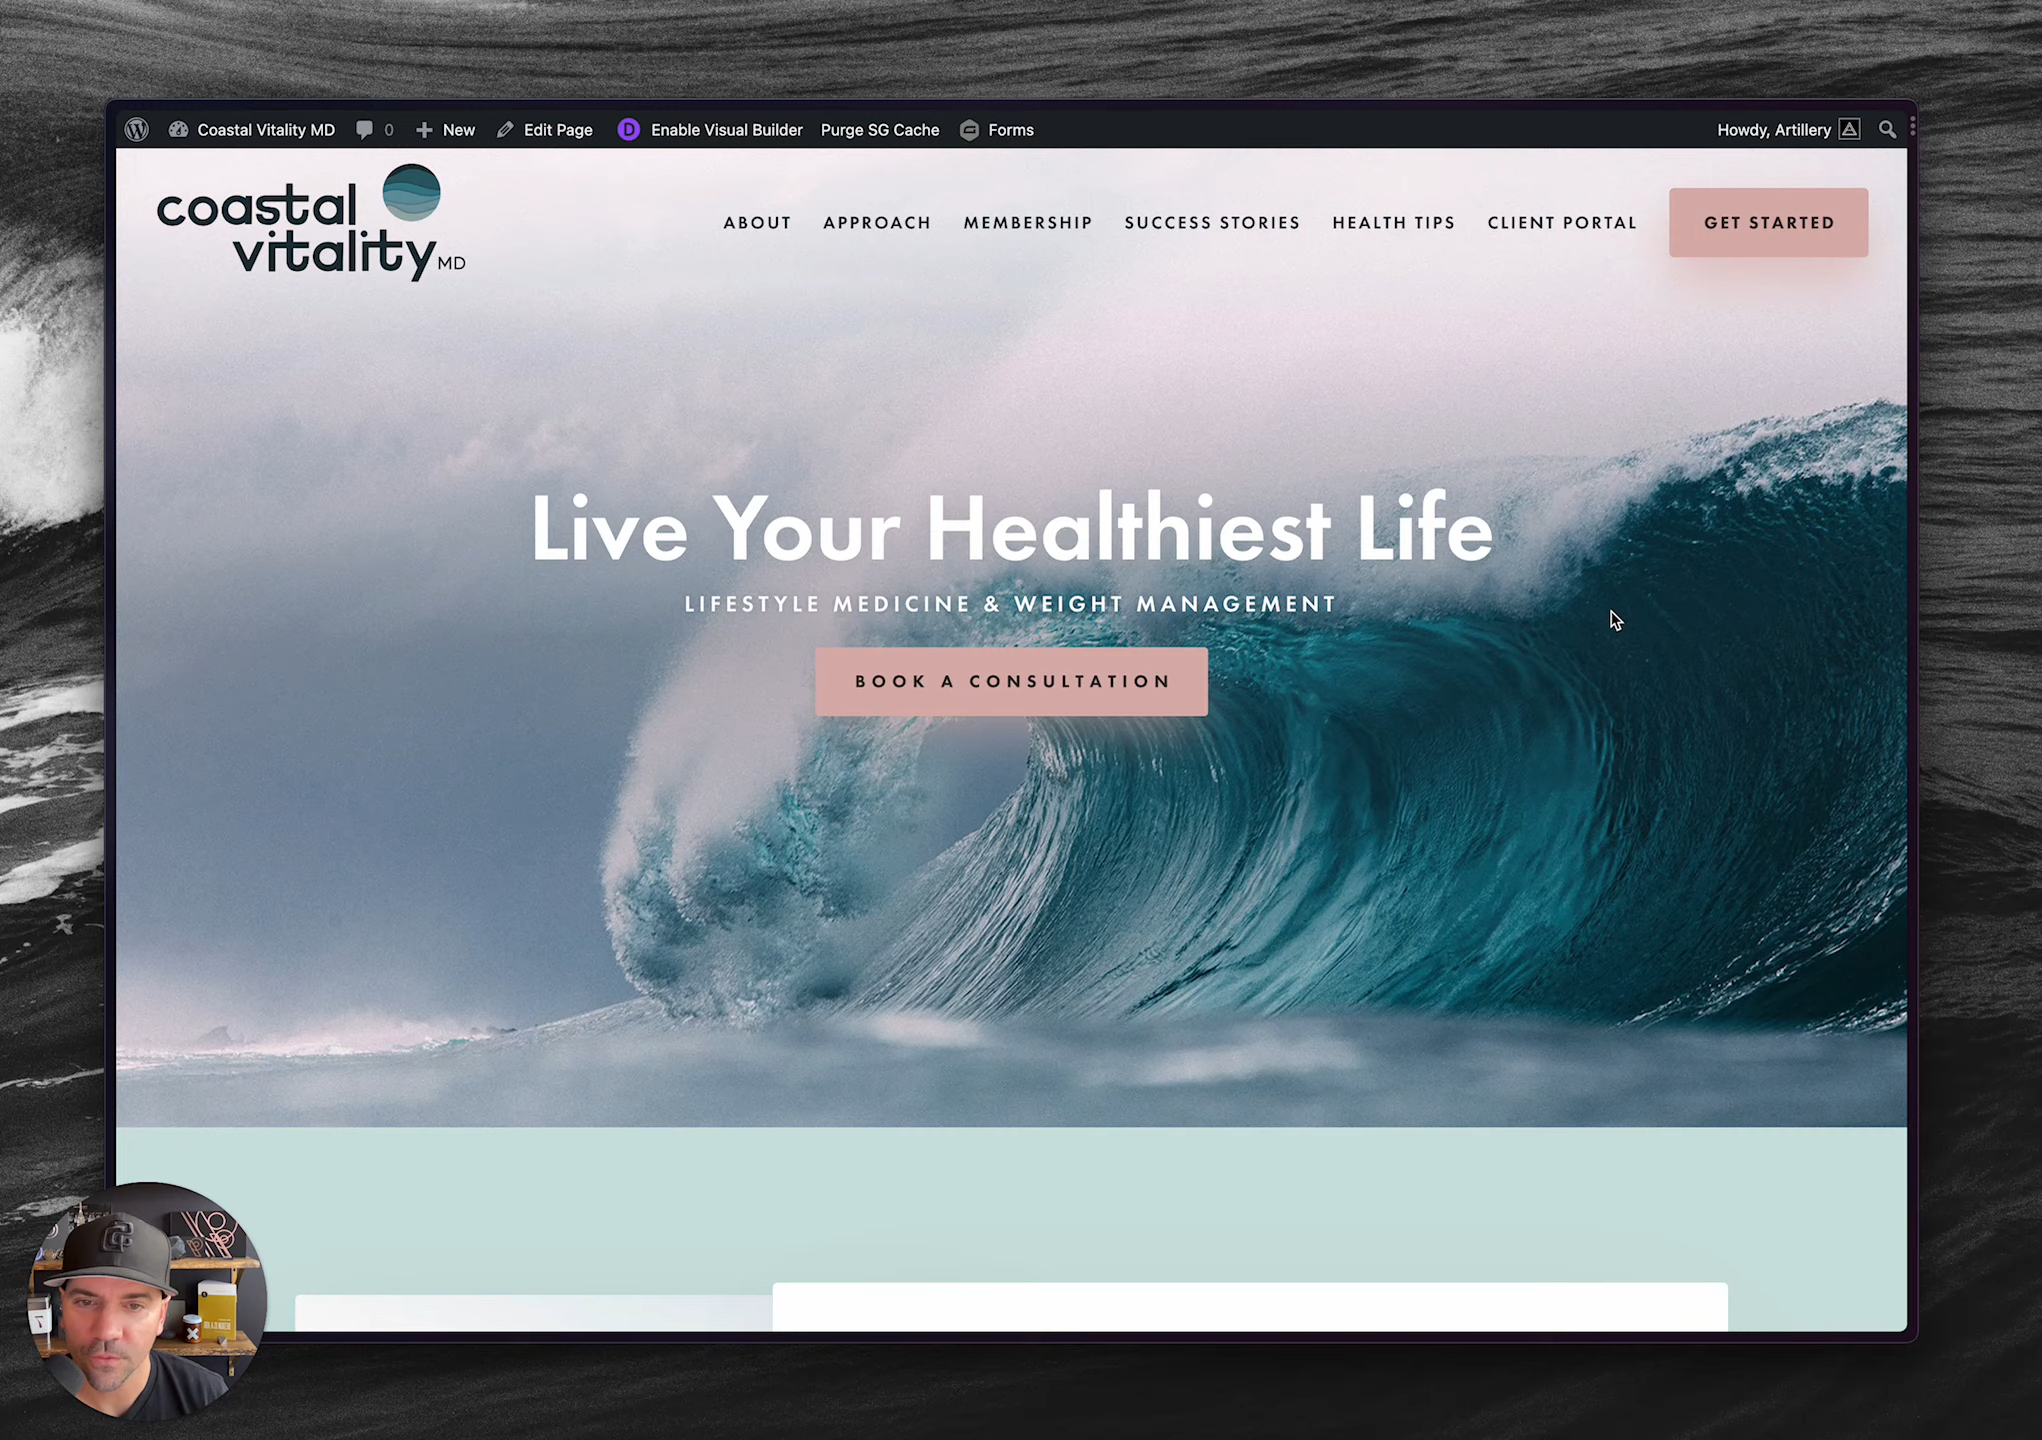 Coastal Vitality MD 0 New Edit Page Enable Visual Builder Purge SG Cache Forms Howdy, Artillery
coastal
vitality MD
ABOUT APPROACH MEMBERSHIP SUCCESS STORIES HEALTH TIPS CLIENT PORTAL GET STARTED
Live Your Healthiest Life
LIFESTYLE MEDICINE & WEIGHT MANAGEMENT
BOOK A CONSULTATION